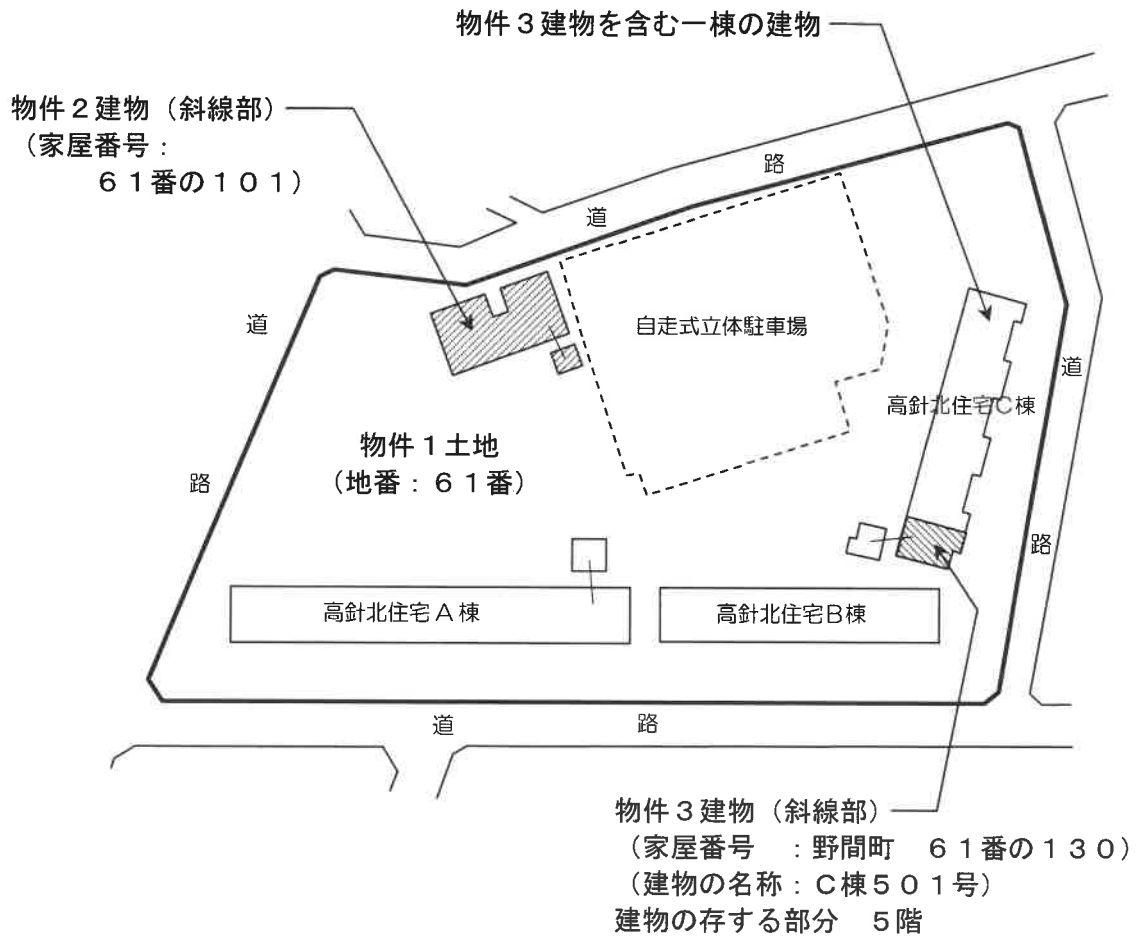 物件３建物を含む一棟の建物
物件２建物（斜線部）
（家屋番号：
６１番の１０１）
道　路
道　路
自走式立体駐車場
高針北住宅C棟
道　路
物件１土地
（地番：６１番）
高針北住宅A棟
高針北住宅B棟
道　路
物件３建物（斜線部）
（家屋番号　：野間町　６１番の１３０）
（建物の名称：Ｃ棟５０１号）
建物の存する部分　５階